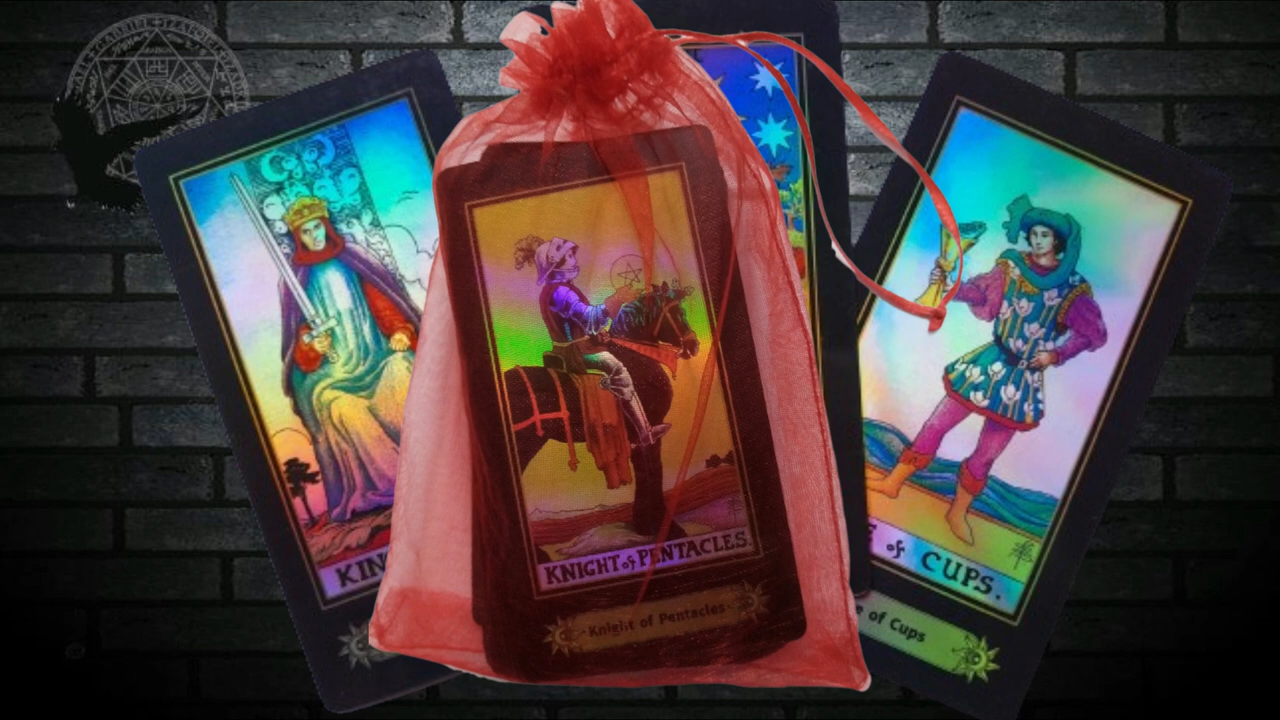 KIN
KNIGHT of PENTACLES.
Knight of Pentacles
of CUPS.
e of Cups